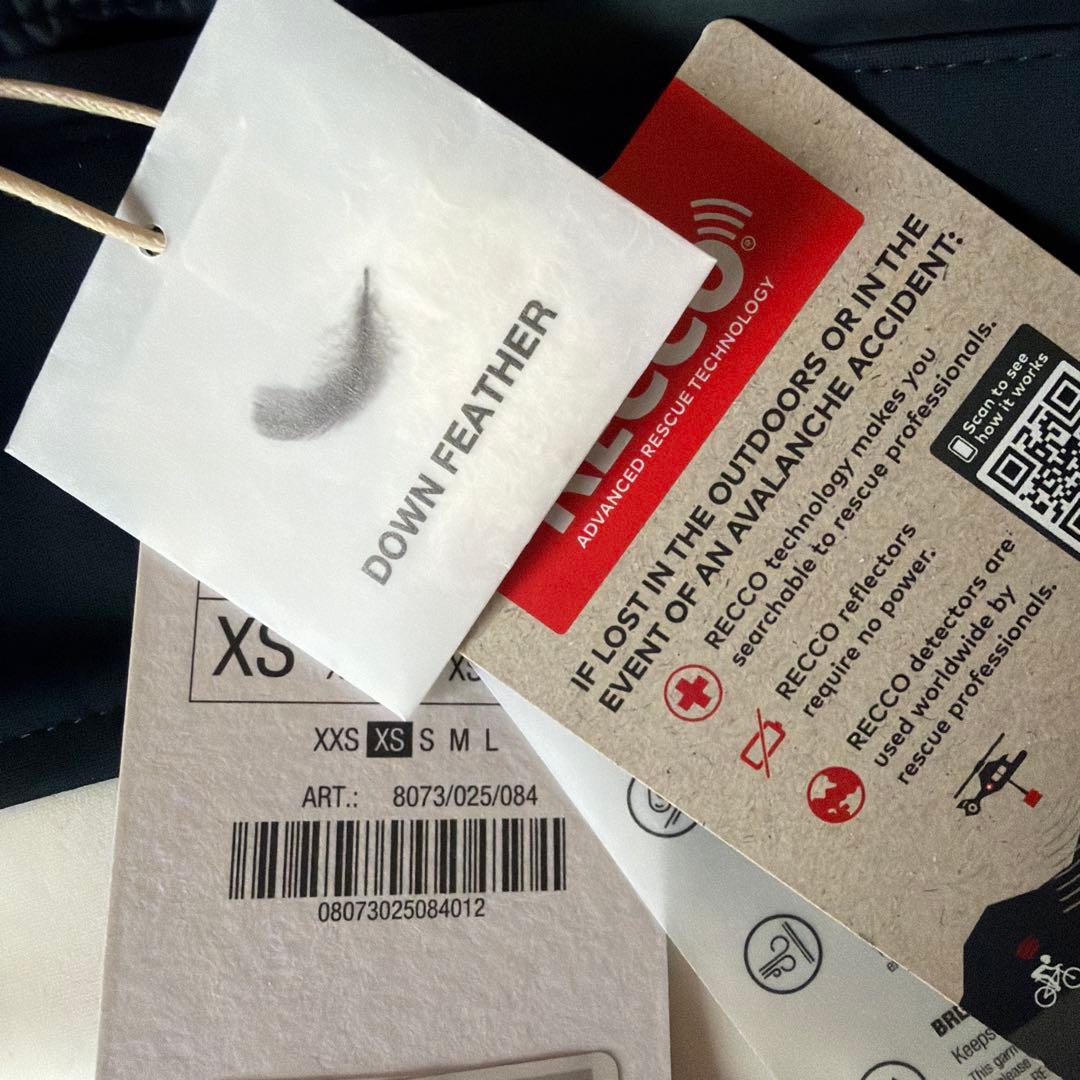 DOWN FEATHER
RECCO®
ADVANCED RESCUE TECHNOLOGY
IF LOST IN THE OUTDOORS OR IN THE
EVENT OF AN AVALANCHE ACCIDENT:
RECCO technology makes you
searchable to rescue professionals.
RECCO reflectors
require no power.
RECCO detectors are
used worldwide by
rescue professionals.
Scan to see
how it works
XS
XXS XS S M L
ART.: 8073/025/084
08073025084012
Keeps
This